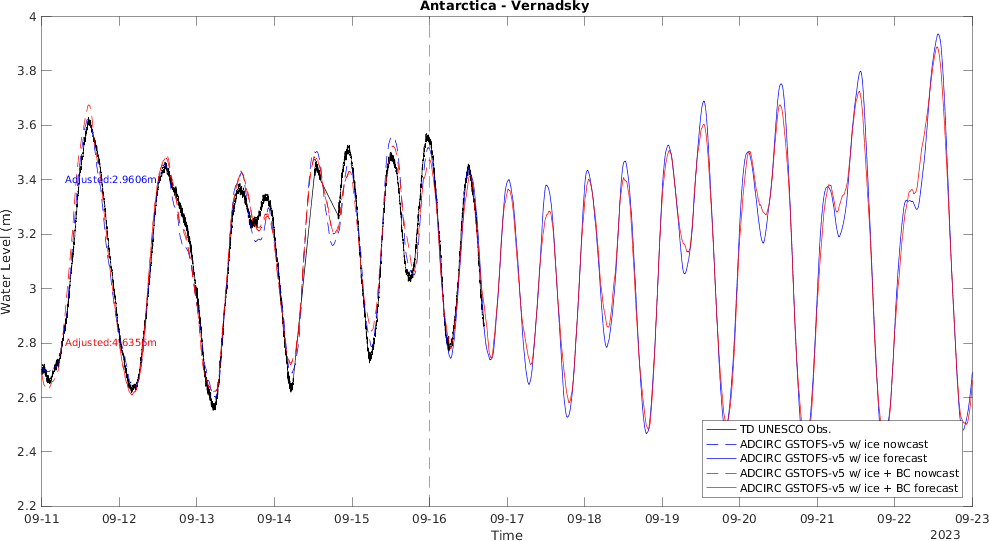 Antarctica - Vernadsky
4
3.8
3.6
3.4
3.2
3
2.8
2.6
2.4
2.2
Water Level (m)
Adjusted:2.9606m
Adjusted:4.6355m
TD UNESCO Obs.
ADCIRC GSTOFS-v5 w/ ice nowcast
ADCIRC GSTOFS-v5 w/ ice forecast
ADCIRC GSTOFS-v5 w/ ice + BC nowcast
ADCIRC GSTOFS-v5 w/ ice + BC forecast
09-11 09-12 09-13 09-14 09-15 09-16 09-17 09-18 09-19 09-20 09-21 09-22 09-23
Time
2023